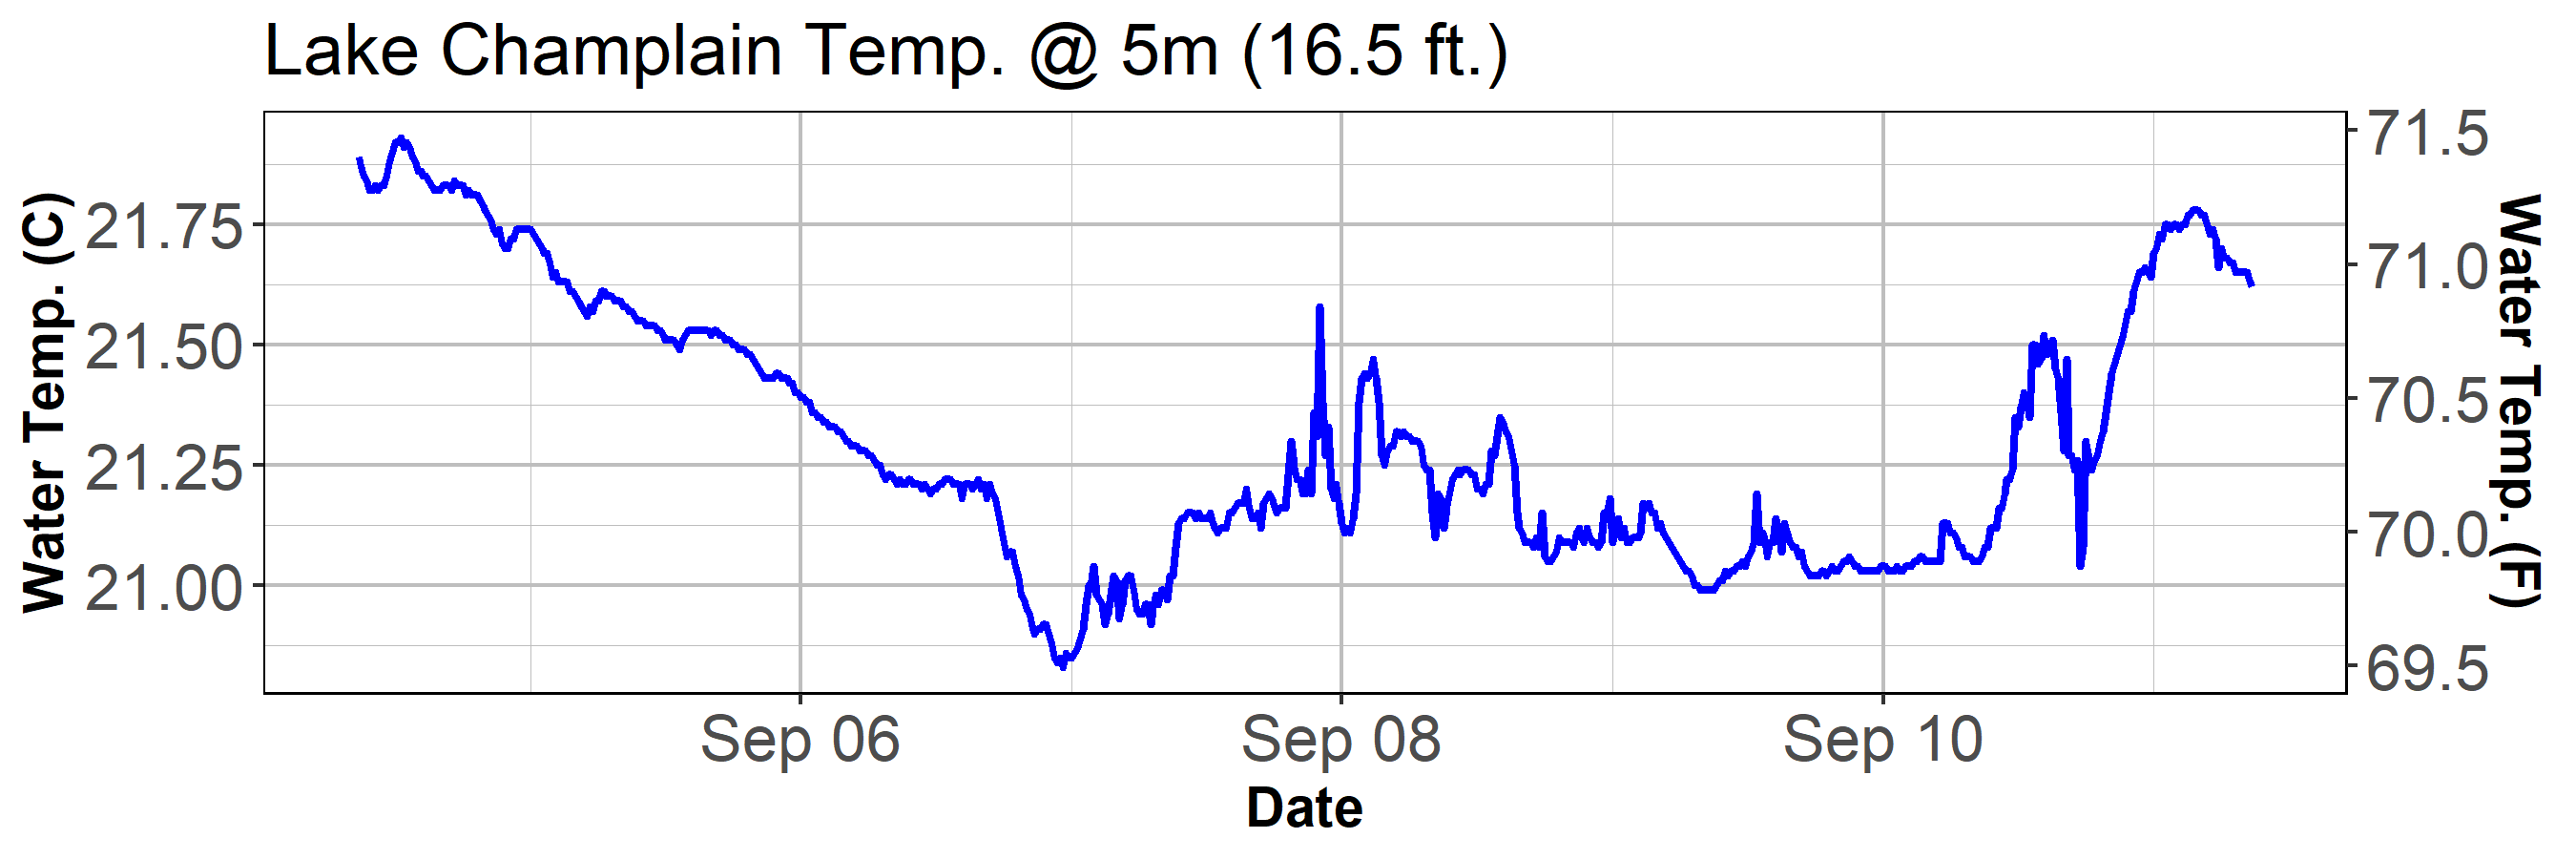 Lake Champlain Temp. @ 5m (16.5 ft.)
Water Temp. (C)
21.75
21.50
21.25
21.00
71.5
71.0
70.5
70.0
69.5
Water Temp. (F)
Sep 06
Sep 08
Sep 10
Date